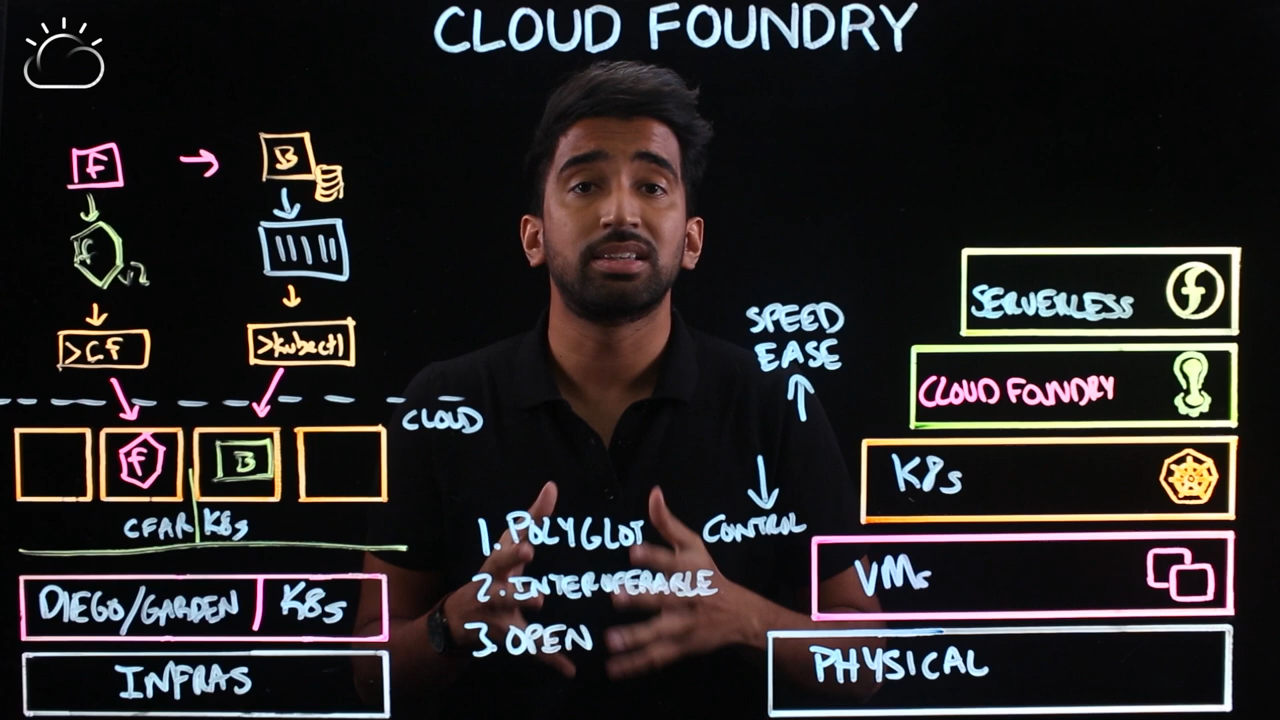 CLOUD FOUNDRY
F
B
f
v2
>CF
>kubectl
CLOUD
f
B
CFAR
K8s
DIEGO/GARDEN
K8s
INFRAS
1. POLYGLOT
2. INTEROPERABLE
3. OPEN
SPEED
EASE
CONTROL
SERVERLESS
f
CLOUD FOUNDRY
K8s
VMs
PHYSICAL